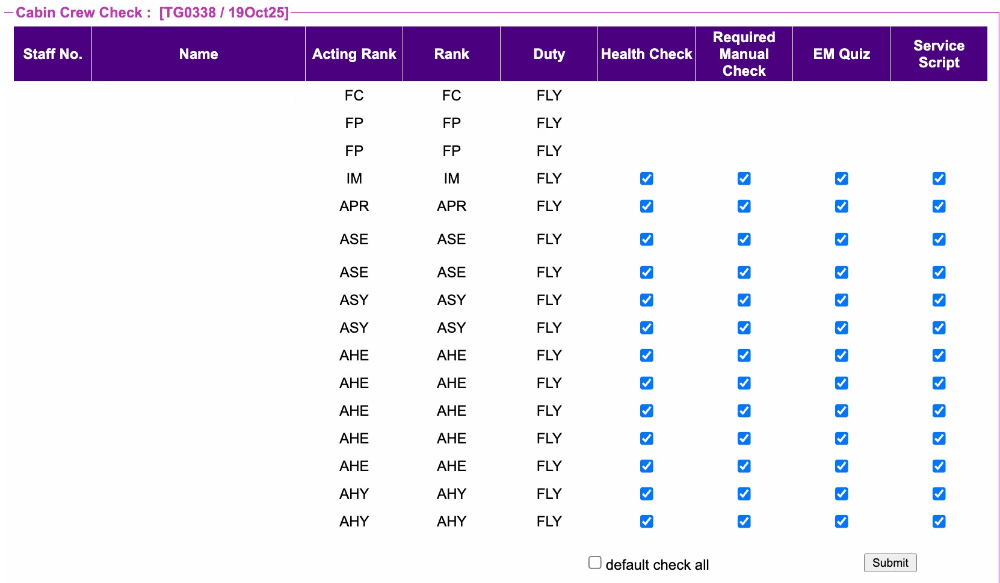 Cabin Crew Check : [TG0338 / 19Oct25]
Staff No. Name Acting Rank Rank Duty Health Check Required Manual Check EM Quiz Service Script
FC FC FLY
FP FP FLY
FP FP FLY
IM IM FLY
APR APR FLY
ASE ASE FLY
ASE ASE FLY
ASY ASY FLY
ASY ASY FLY
AHE AHE FLY
AHE AHE FLY
AHE AHE FLY
AHE AHE FLY
AHE AHE FLY
AHY AHY FLY
AHY AHY FLY
default check all Submit